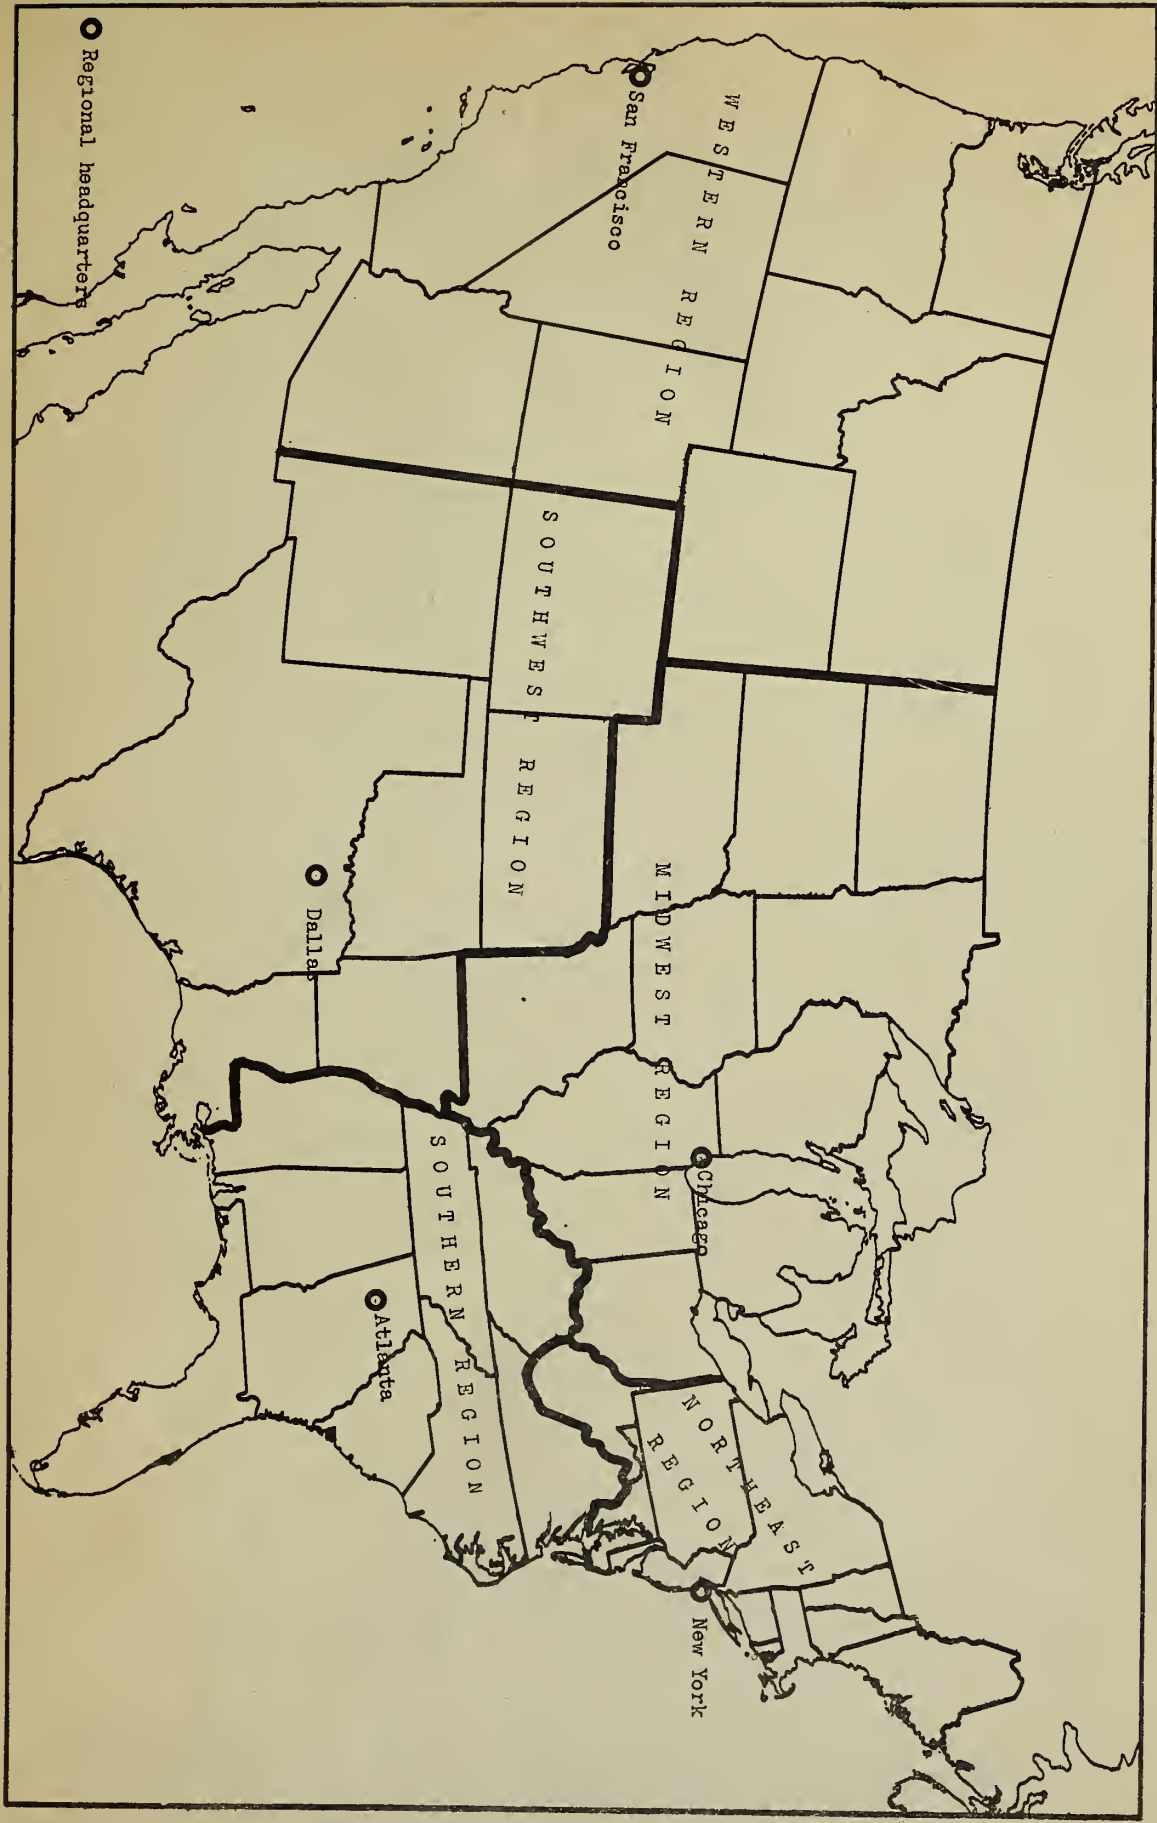 WESTERN REGION
San Francisco
SOUTHWEST REGION
Dallas
MIDWEST REGION
Chicago
SOUTHERN REGION
Atlanta
NORTHEAST
REGION
New York
Regional headquarters